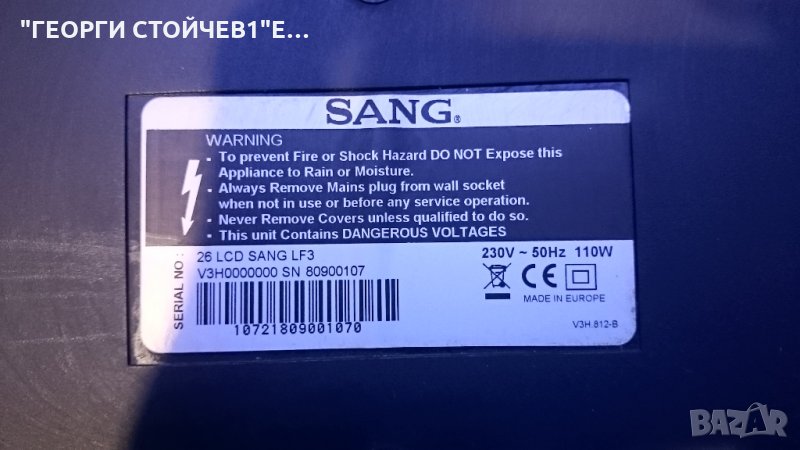 "ГЕОРГИ СТОЙЧЕВ1"Е...
SANG®
WARNING
- To prevent Fire or Shock Hazard DO NOT Expose this
Appliance to Rain or Moisture.
- Always Remove Mains plug from wall socket
when not in use or before any service operation.
- Never Remove Covers unless qualified to do so.
- This unit Contains DANGEROUS VOLTAGES
SERIAL NO :
26 LCD SANG LF3
V3H0000000 SN 80900107
10721809001070
230V ~ 50Hz 110W
CE
MADE IN EUROPE
V3H.812-B
BAZAR